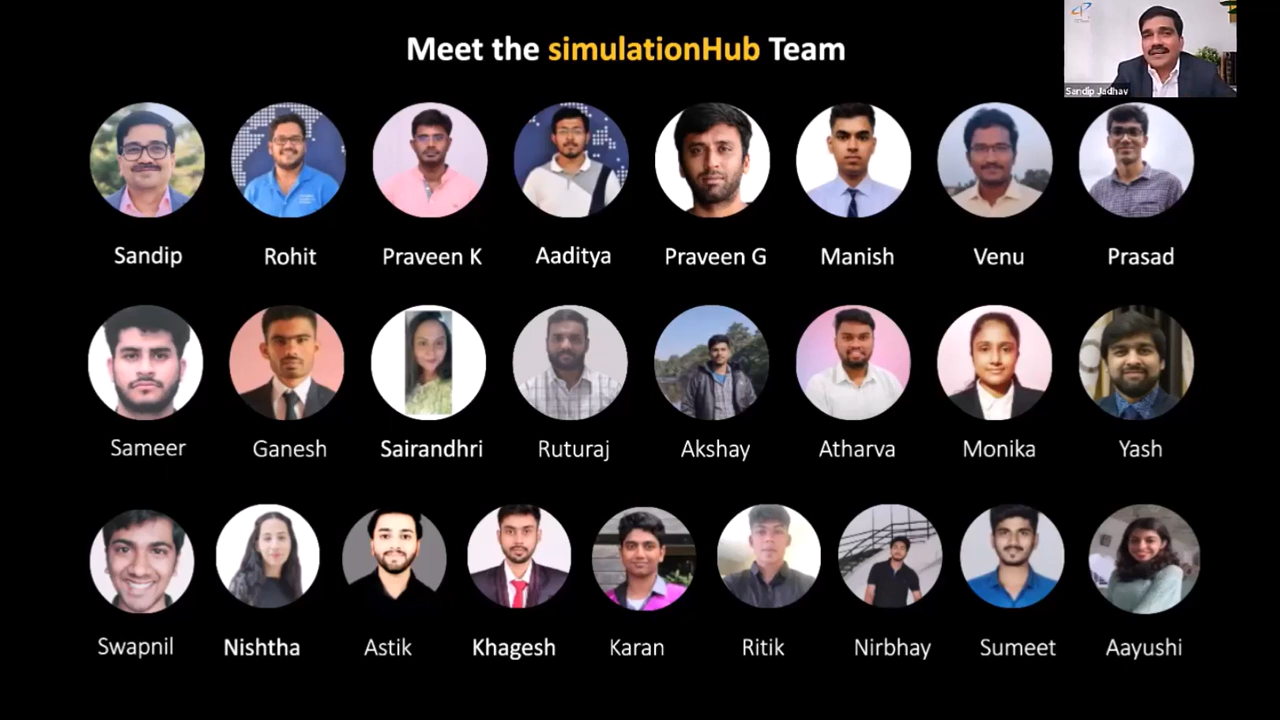 Meet the simulationHub Team
Sandip Jadhav
Sandip Rohit Praveen K Aaditya Praveen G Manish Venu Prasad
Sameer Ganesh Sairandhri Ruturaj Akshay Atharva Monika Yash
Swapnil Nishtha Astik Khagesh Karan Ritik Nirbhay Sumeet Aayushi